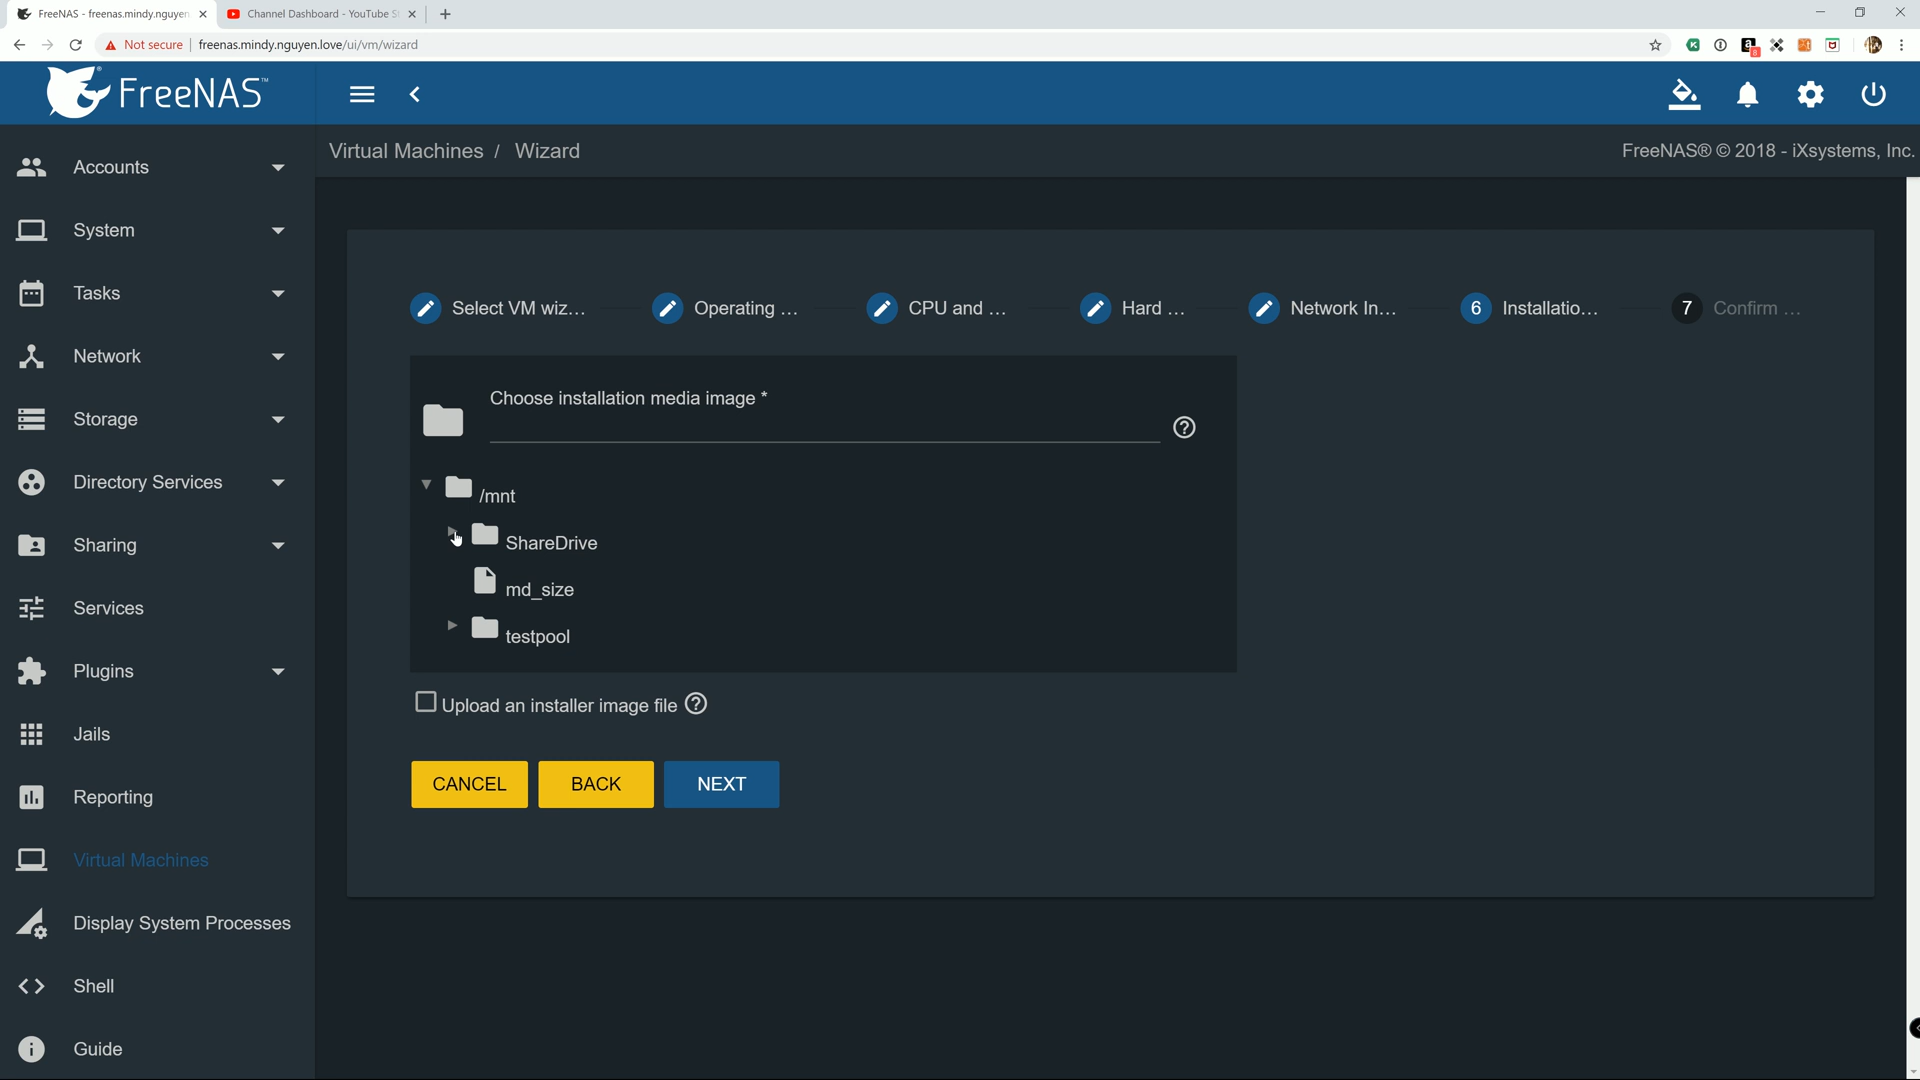 FreeNAS - freenas.mindy.nguyen
Channel Dashboard - YouTube S
Not secure
freenas.mindy.nguyen.love/ui/vm/wizard
8
FreeNAS™
Virtual Machines / Wizard
FreeNAS® © 2018 - iXsystems, Inc.
Accounts
System
Tasks
Network
Storage
Directory Services
Sharing
Services
Plugins
Jails
Reporting
Virtual Machines
Display System Processes
Shell
Guide
Select VM wiz...
Operating ...
CPU and ...
Hard ...
Network In...
6 Installatio...
7 Confirm ...
Choose installation media image *
/mnt
ShareDrive
md_size
testpool
Upload an installer image file
CANCEL
BACK
NEXT